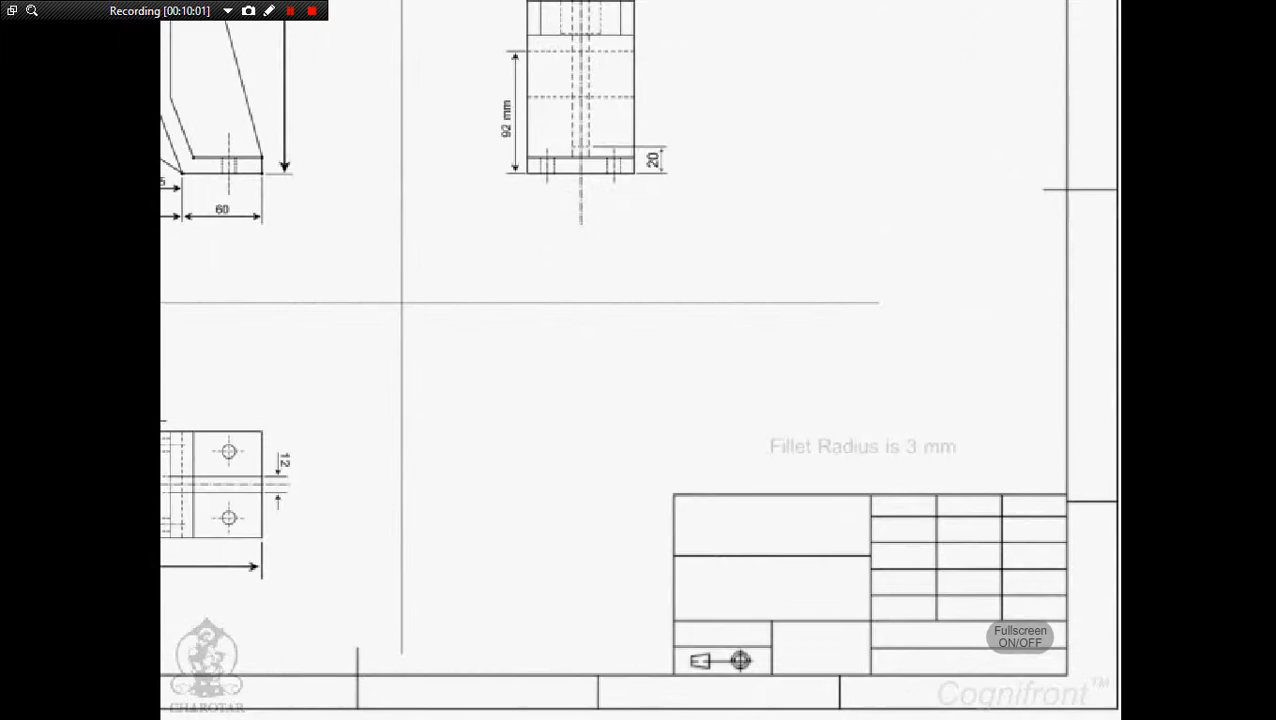 Recording [00:10:01]
92 mm
20
5
60
12
Fillet Radius is 3 mm
Fullscreen
ON/OFF
CHAROTAR
Cognifront™